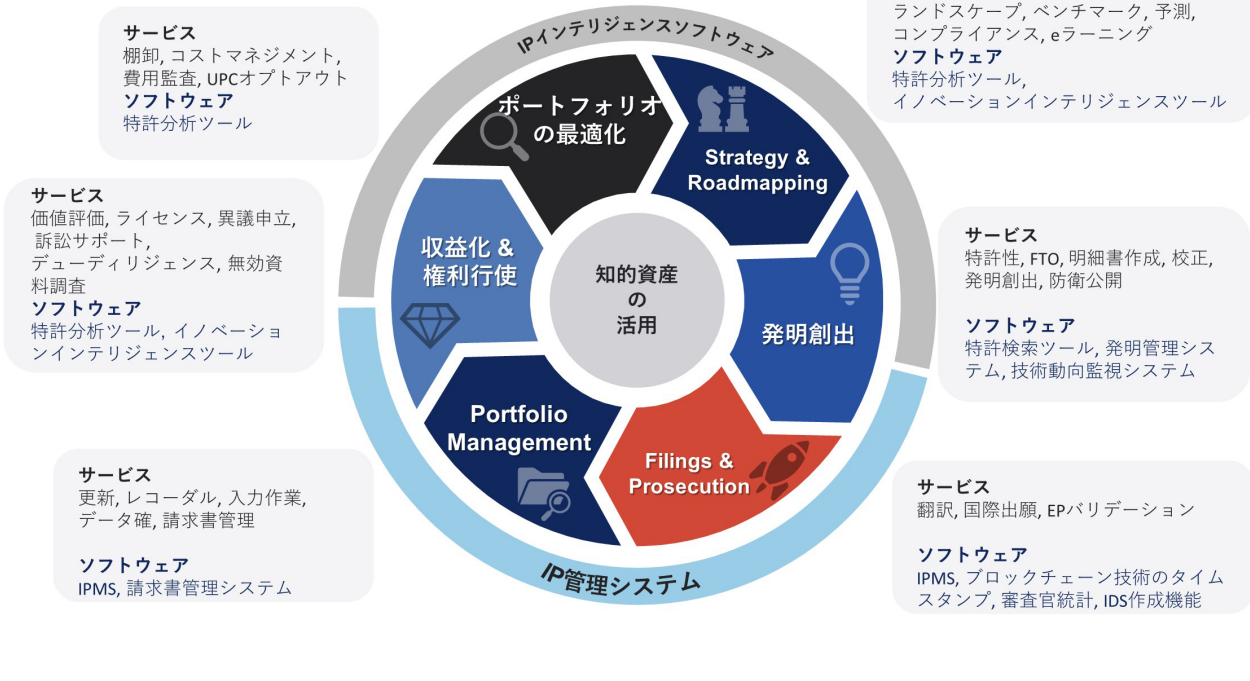 サービス
棚卸, コストマネジメント,
費用監査, UPCオプトアウト
ソフトウェア
特許分析ツール
IPインテリジェンスソフトウェア
ランドスケープ, ベンチマーク, 予測,
コンプライアンス, eラーニング
ソフトウェア
特許分析ツール,
イノベーションインテリジェンスツール
ポートフォリオ
の最適化
Strategy &
Roadmapping
サービス
価値評価, ライセンス, 異議申立,
訴訟サポート,
デューディリジェンス, 無効資
料調査
ソフトウェア
特許分析ツール, イノベーショ
ンインテリジェンスツール
収益化 &
権利行使
知的資産
の
活用
発明創出
サービス
特許性, FTO, 明細書作成, 校正,
発明創出, 防衛公開
ソフトウェア
特許検索ツール, 発明管理シス
テム, 技術動向監視システム
Portfolio
Management
Filings &
Prosecution
サービス
更新, レコーダル, 入力作業,
データ確, 請求書管理
ソフトウェア
IPMS, 請求書管理システム
IP管理システム
サービス
翻訳, 国際出願, EPバリデーション
ソフトウェア
IPMS, ブロックチェーン技術のタイム
スタンプ, 審査官統計, IDS作成機能